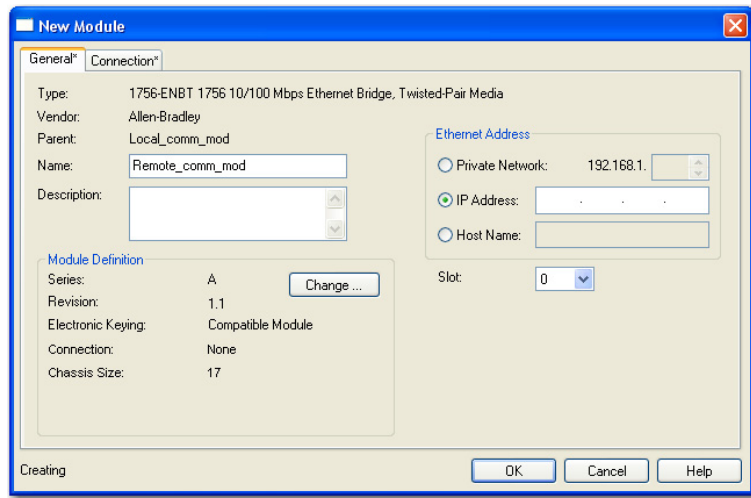 New Module
General* Connection*
Type: 1756-ENBT 1756 10/100 Mbps Ethernet Bridge, Twisted-Pair Media
Vendor: Allen-Bradley
Parent: Local_comm_mod
Name: Remote_comm_mod
Description:
Module Definition
Series: A Change ...
Revision: 1.1
Electronic Keying: Compatible Module
Connection: None
Chassis Size: 17
Ethernet Address
Private Network: 192.168.1.
IP Address: . . .
Host Name:
Slot: 0
Creating OK Cancel Help